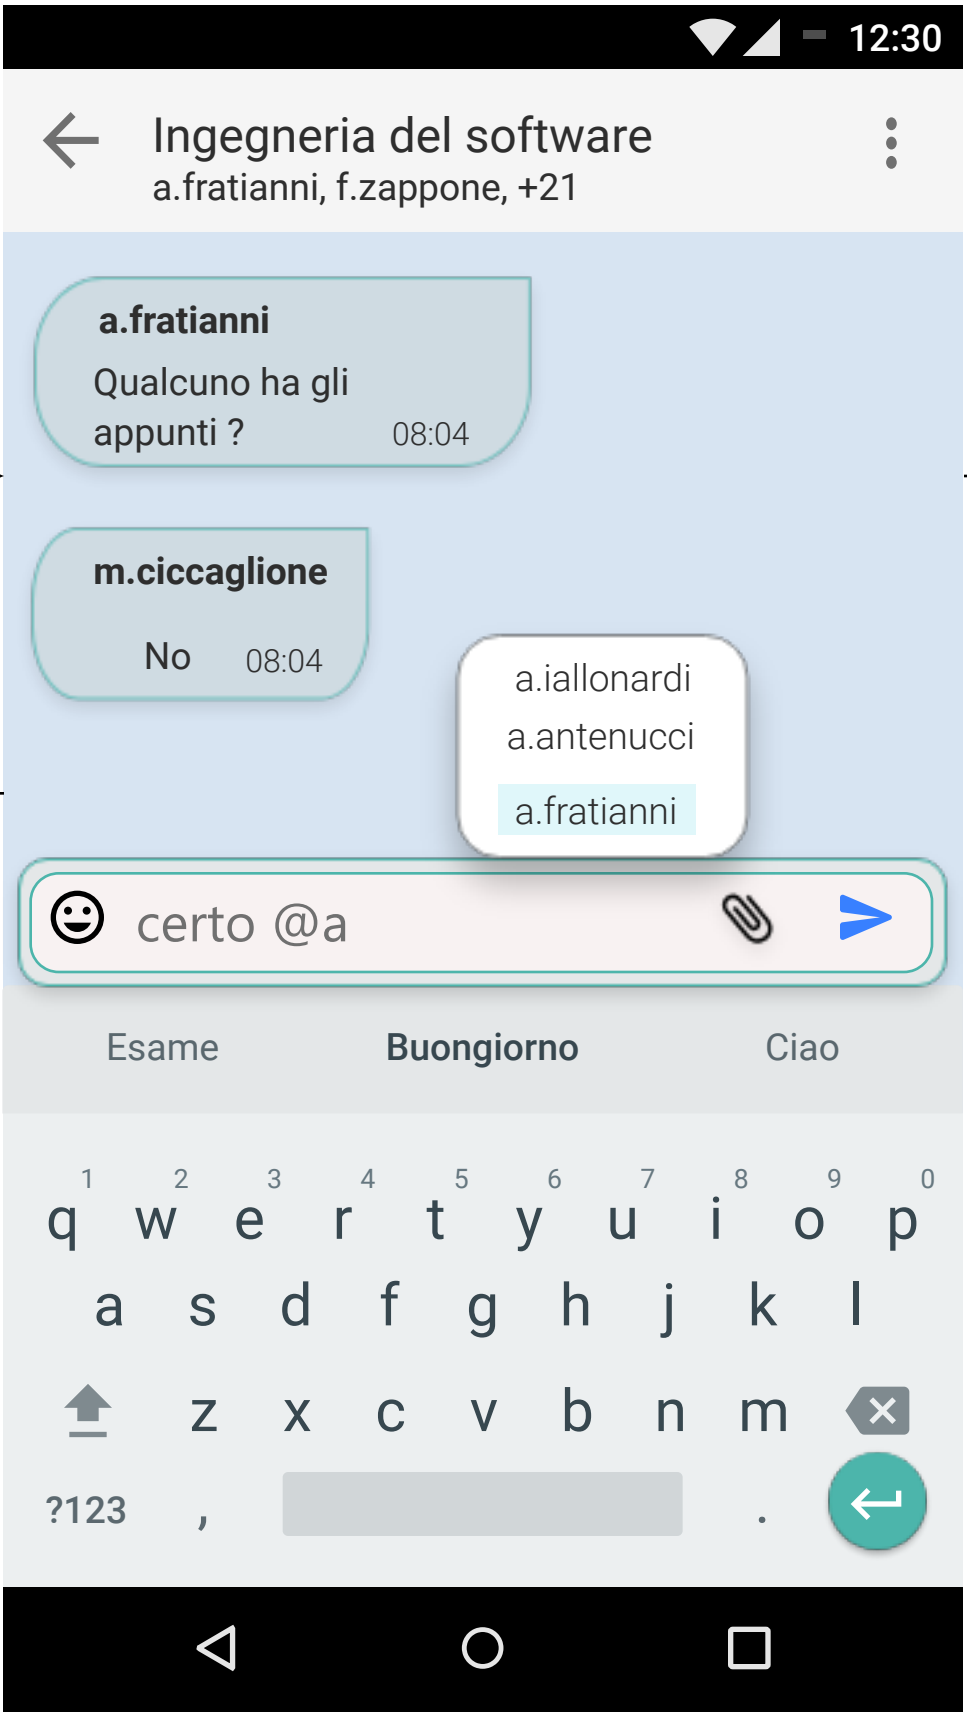 12:30
Ingegneria del software
a.fratianni, f.zappone, +21
a.fratianni
Qualcuno ha gli
appunti ? 08:04
m.ciccaglione
No 08:04
a.iallonardi
a.antenucci
a.fratianni
certo @a
Esame Buongiorno Ciao
1 2 3 4 5 6 7 8 9 0
q w e r t y u i o p
a s d f g h j k l
z x c v b n m
?123 , .